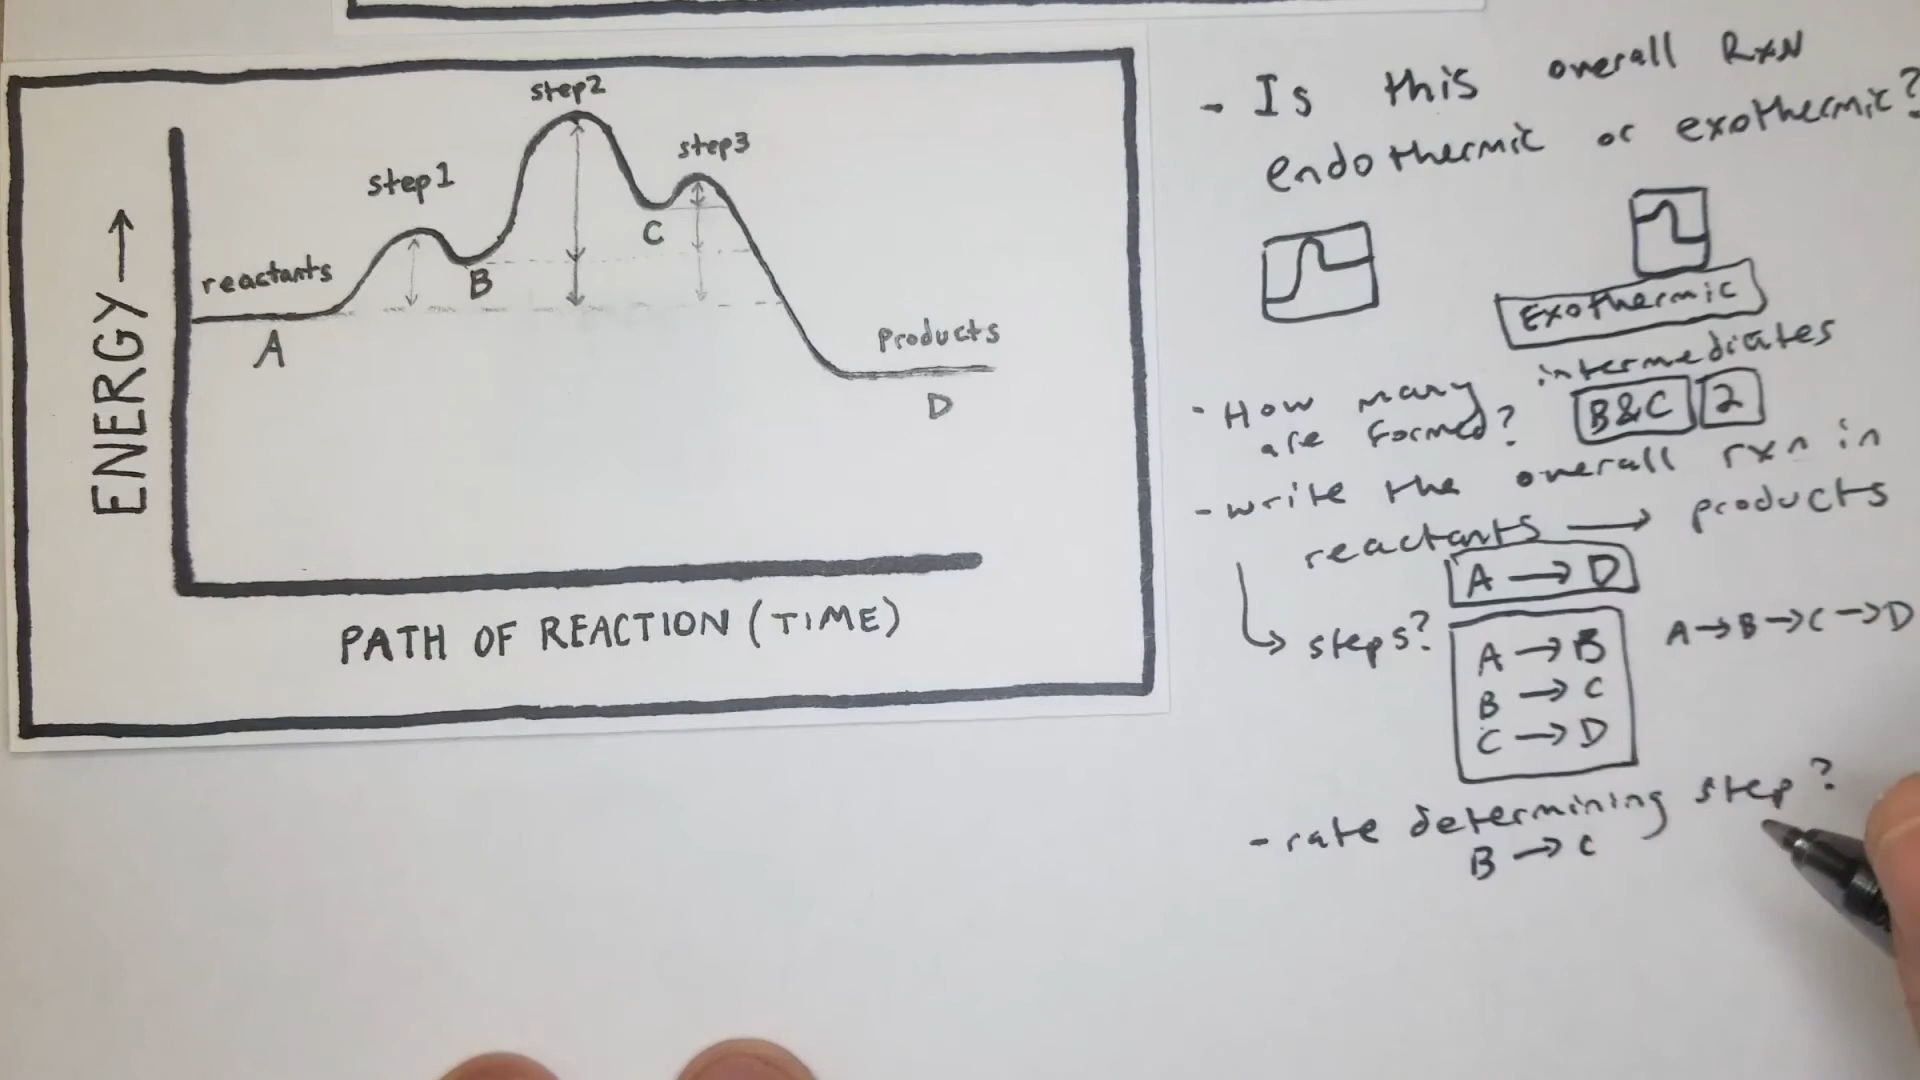 step2
step3
step1
reactants
B
C
A
Products
D
ENERGY→
PATH OF REACTION (TIME)
- Is this overall RxN
endothermic or exothermic?
Exothermic
- How many intermediates
are formed? B&C 2
- write the overall rxn in
reactants → products
A → D
steps?
A → B
B → C
C → D
A → B → C → D
- rate determining step?
B → C